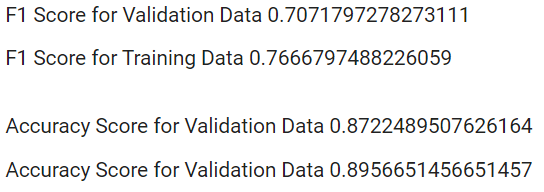 F1 Score for Validation Data 0.7071797278273111
F1 Score for Training Data 0.7666797488226059
Accuracy Score for Validation Data 0.8722489507626164
Accuracy Score for Validation Data 0.8956651456651457